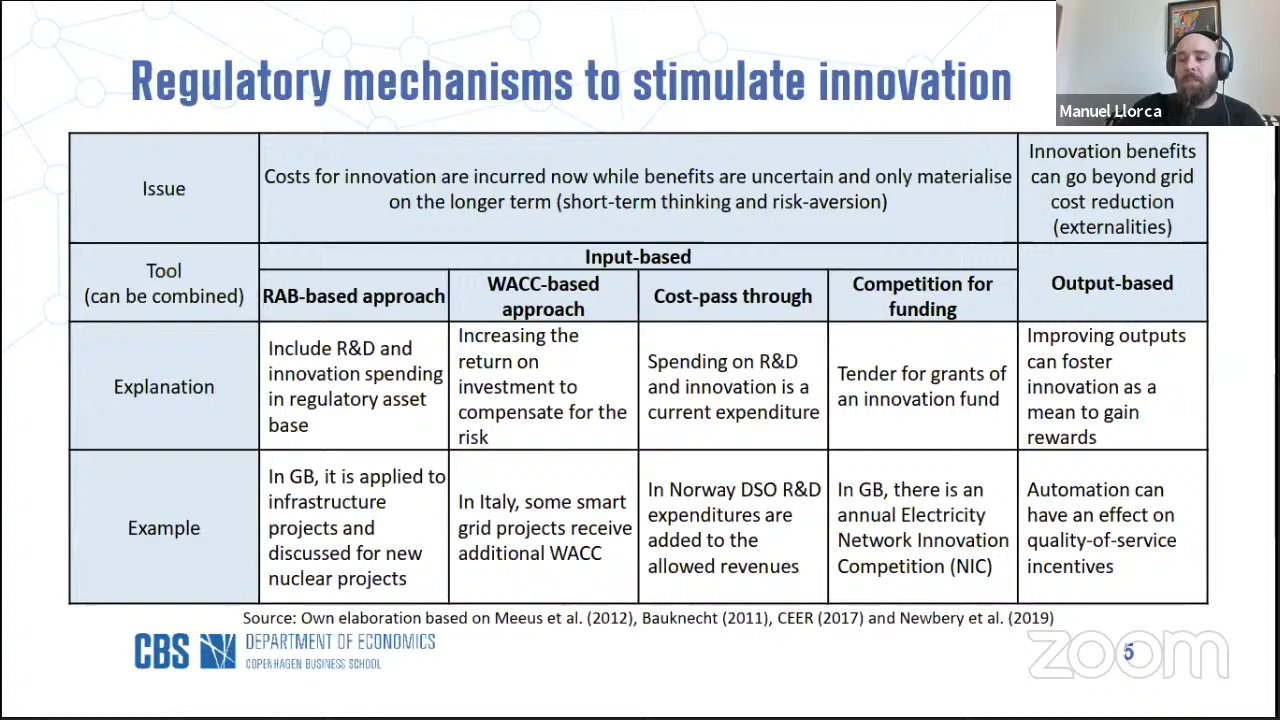 Regulatory mechanisms to stimulate innovation
Manuel Llorca
Issue
Costs for innovation are incurred now while benefits are uncertain and only materialise
on the longer term (short-term thinking and risk-aversion)
Innovation benefits
can go beyond grid
cost reduction
(externalities)
Tool
(can be combined)
Input-based
RAB-based approach
WACC-based
approach
Cost-pass through
Competition for
funding
Output-based
Explanation
Include R&D and
innovation spending
in regulatory asset
base
Increasing the
return on
investment to
compensate for the
risk
Spending on R&D
and innovation is a
current expenditure
Tender for grants of
an innovation fund
Improving outputs
can foster
innovation as a
mean to gain
rewards
Example
In GB, it is applied to
infrastructure
projects and
discussed for new
nuclear projects
In Italy, some smart
grid projects receive
additional WACC
In Norway DSO R&D
expenditures are
added to the
allowed revenues
In GB, there is an
annual Electricity
Network Innovation
Competition (NIC)
Automation can
have an effect on
quality-of-service
incentives
Source: Own elaboration based on Meeus et al. (2012), Bauknecht (2011), CEER (2017) and Newbery et al. (2019)
CBS
DEPARTMENT OF ECONOMICS
COPENHAGEN BUSINESS SCHOOL
zoom
5